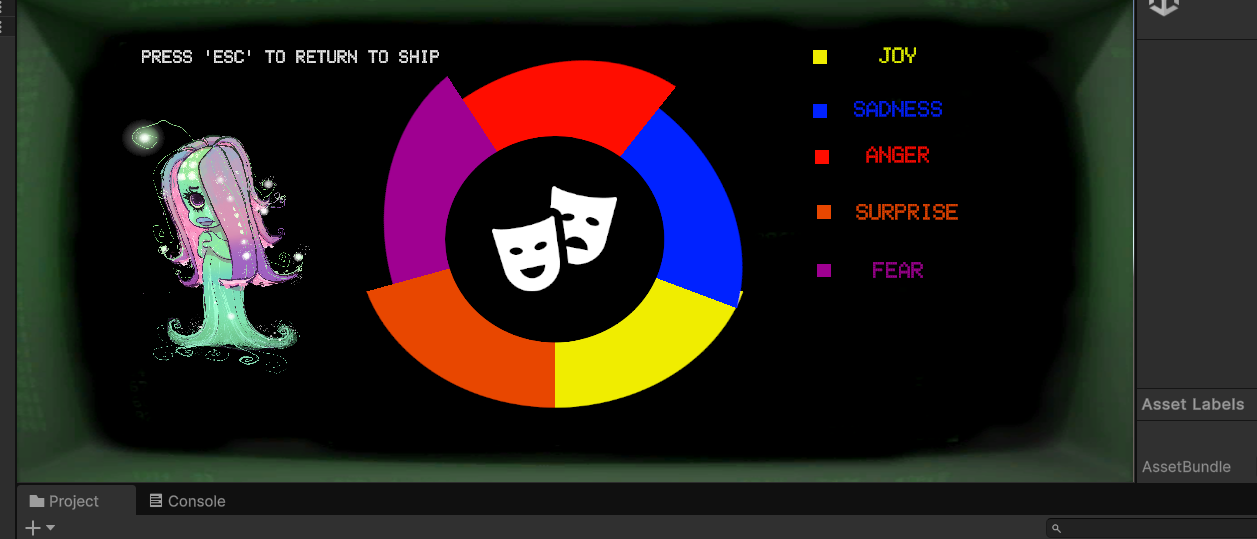 PRESS 'ESC' TO RETURN TO SHIP
JOY
SADNESS
ANGER
SURPRISE
FEAR
Asset Labels
AssetBundle
Project
Console